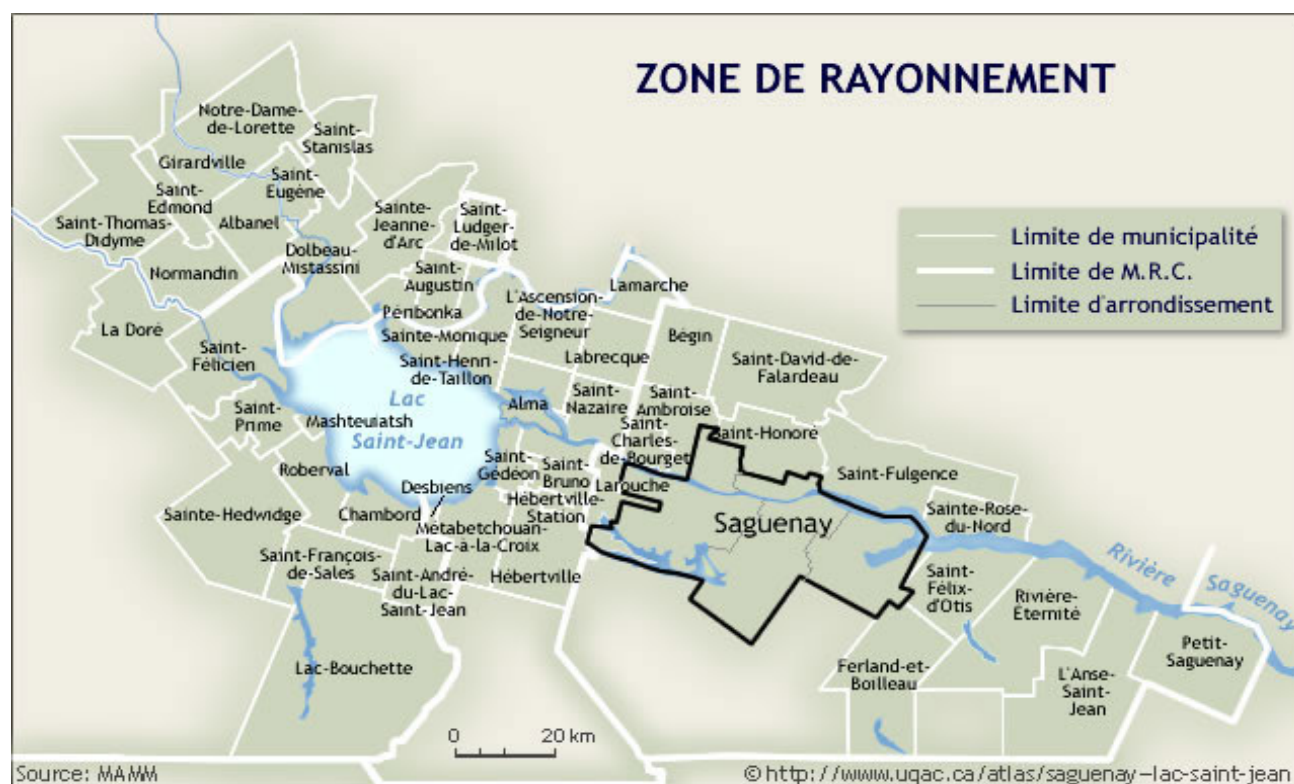 ZONE DE RAYONNEMENT
Notre-Dame-
de-Lorette
Saint-
Stanislas
Girardville
Saint-
Eugène
Saint-
Edmond
Albanel
Saint-Thomas-
Didyme
Sainte-
Jeanne-
d'Arc
Saint-
Ludger-
de-Milot
Limite de municipalité
Limite de M.R.C.
Limite d'arrondissement
Normandin
Dolbeau-
Mistassini
Saint-
Augustin
Lamarche
L'Ascension-
de-Notre-
Seigneur
Péribonka
La Doré
Sainte-Monique
Bégin
Saint-
Félicien
Saint-Henri-
de-Taillon
Labrecque
Saint-David-de-
Falardeau
Lac
Saint-Jean
Alma
Saint-
Nazaire
Saint-
Ambroise
Saint-
Prime
Mashteuiatsh
Saint-
Charles-
de-Bourget
Saint-Honoré
Roberval
Saint-
Gédéon
Saint-
Bruno
Larouche
Saint-Fulgence
Desbiens
Hébertville-
Station
Sainte-Hedwidge
Chambord
Métabetchouan-
Lac-à-la-Croix
Saguenay
Sainte-Rose-
du-Nord
Saint-François-
de-Sales
Saint-André-
du-Lac-
Saint-Jean
Hébertville
Saint-
Félix-
d'Otis
Rivière-
Eternité
Rivière
Saguenay
Lac-Bouchette
Ferland-et-
Boilleau
L'Anse-
Saint-
Jean
Petit-
Saguenay
0 20 km
Source: MAMM
©http://www.uqac.ca/atlas/saguenay-lac-saint-jean